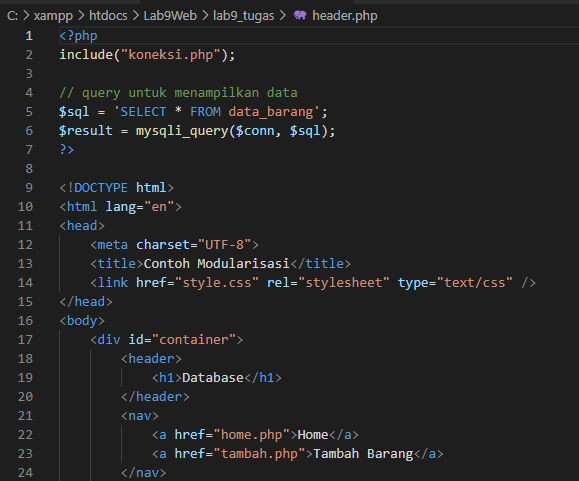 C: > xampp > htdocs > Lab9Web > lab9_tugas > header.php
1 <?php
2 include("koneksi.php");
3
4 // query untuk menampilkan data
5 $sql = 'SELECT * FROM data_barang';
6 $result = mysqli_query($conn, $sql);
7 ?>
8
9 <!DOCTYPE html>
10 <html lang="en">
11 <head>
12     <meta charset="UTF-8">
13     <title>Contoh Modularisasi</title>
14     <link href="style.css" rel="stylesheet" type="text/css" />
15 </head>
16 <body>
17     <div id="container">
18         <header>
19             <h1>Database</h1>
20         </header>
21         <nav>
22             <a href="home.php">Home</a>
23             <a href="tambah.php">Tambah Barang</a>
24         </nav>